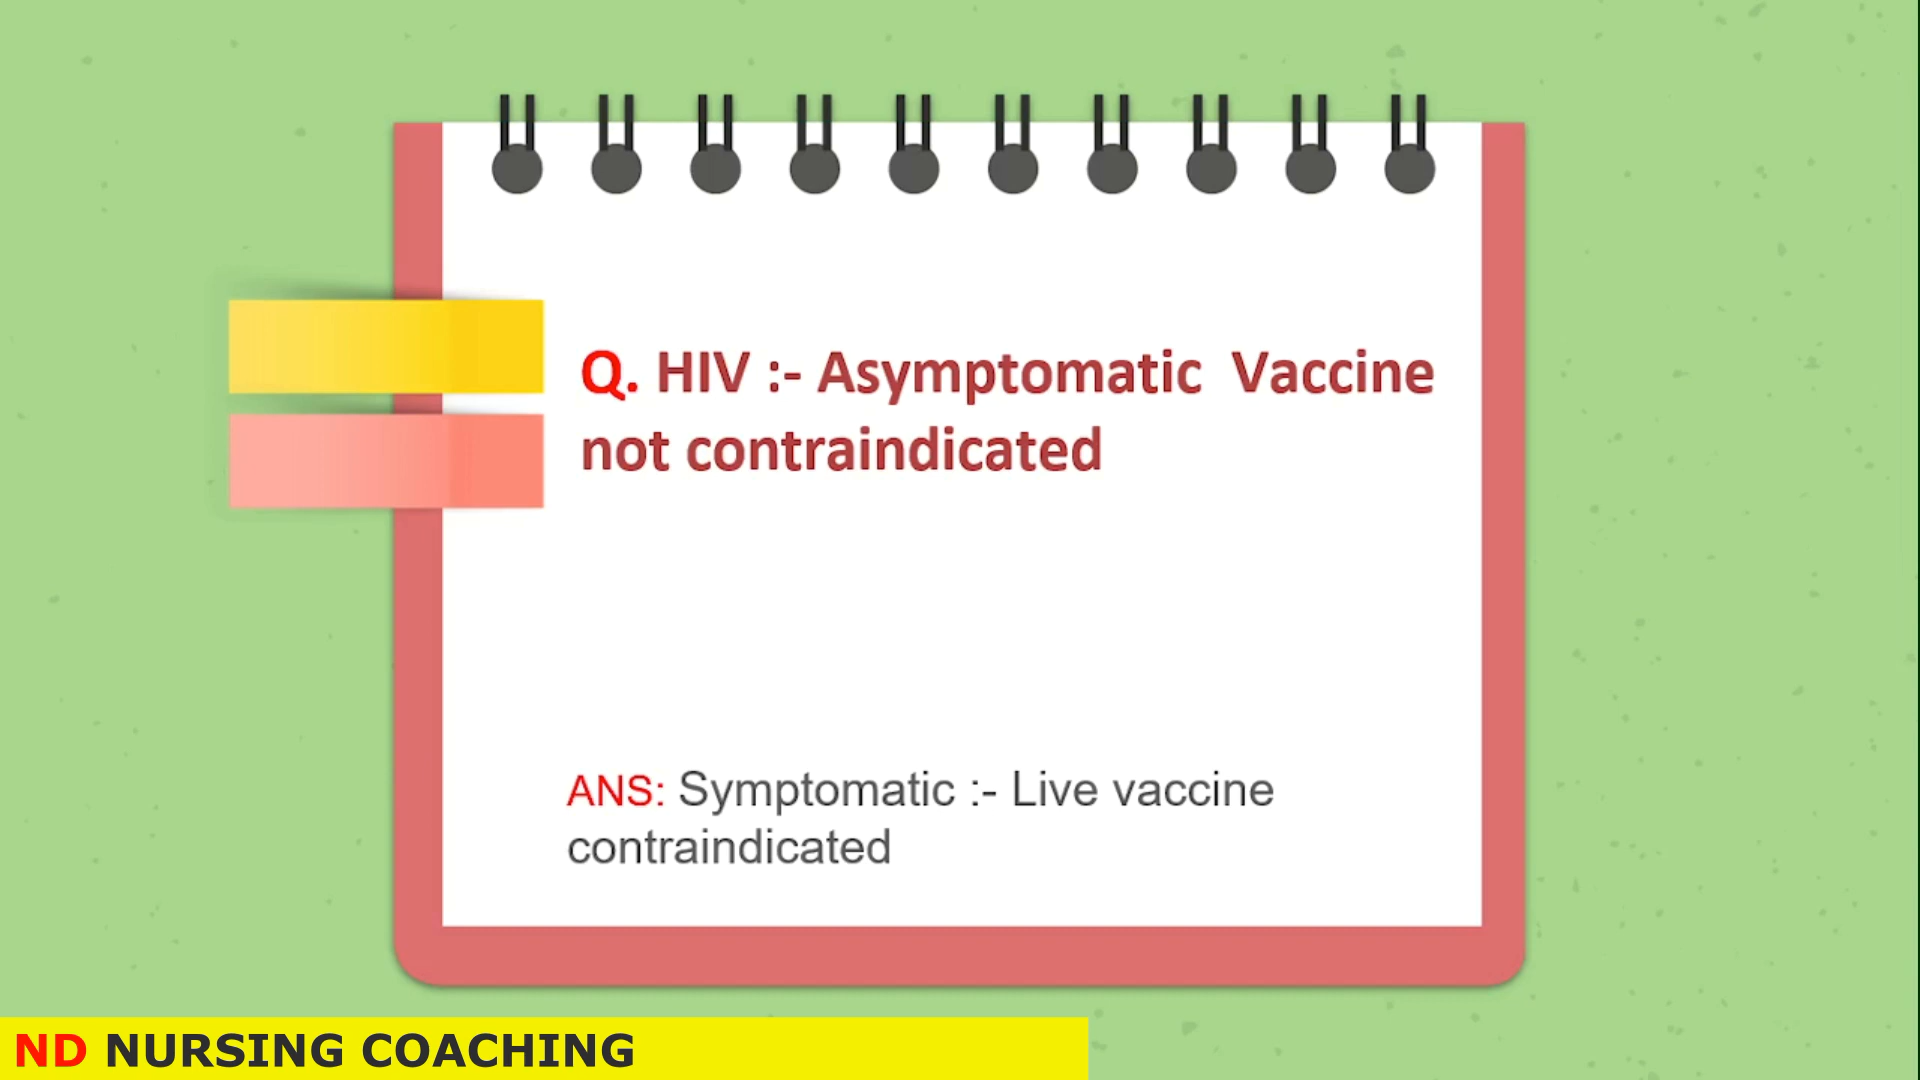 Q. HIV :- Asymptomatic Vaccine
not contraindicated
ANS: Symptomatic :- Live vaccine
contraindicated
ND NURSING COACHING